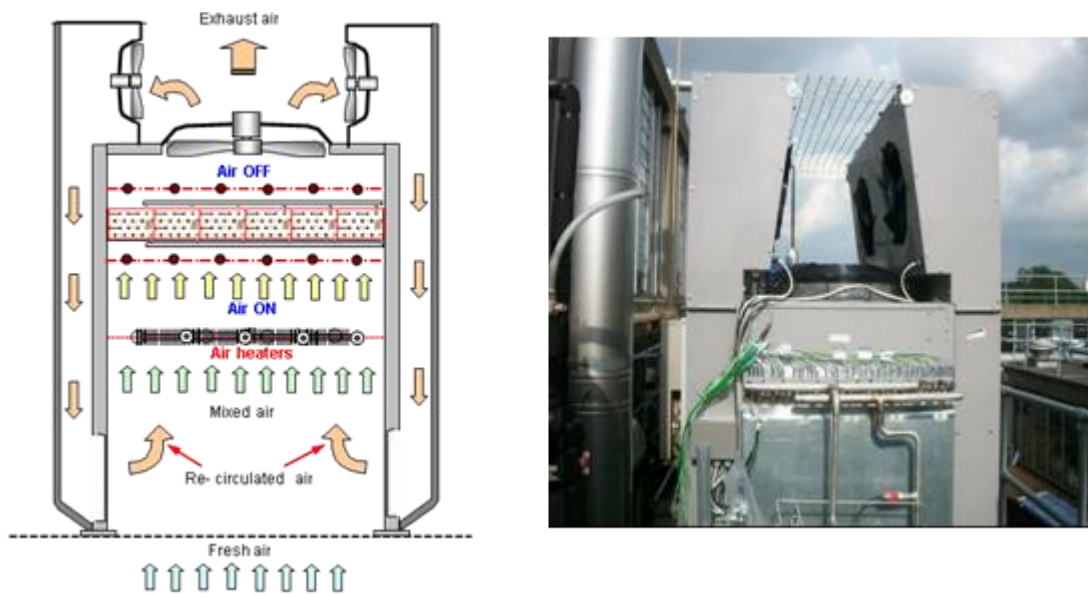 Exhaust air
Air OFF
Air ON
Air heaters
Mixed air
Re- circulated air
Fresh air